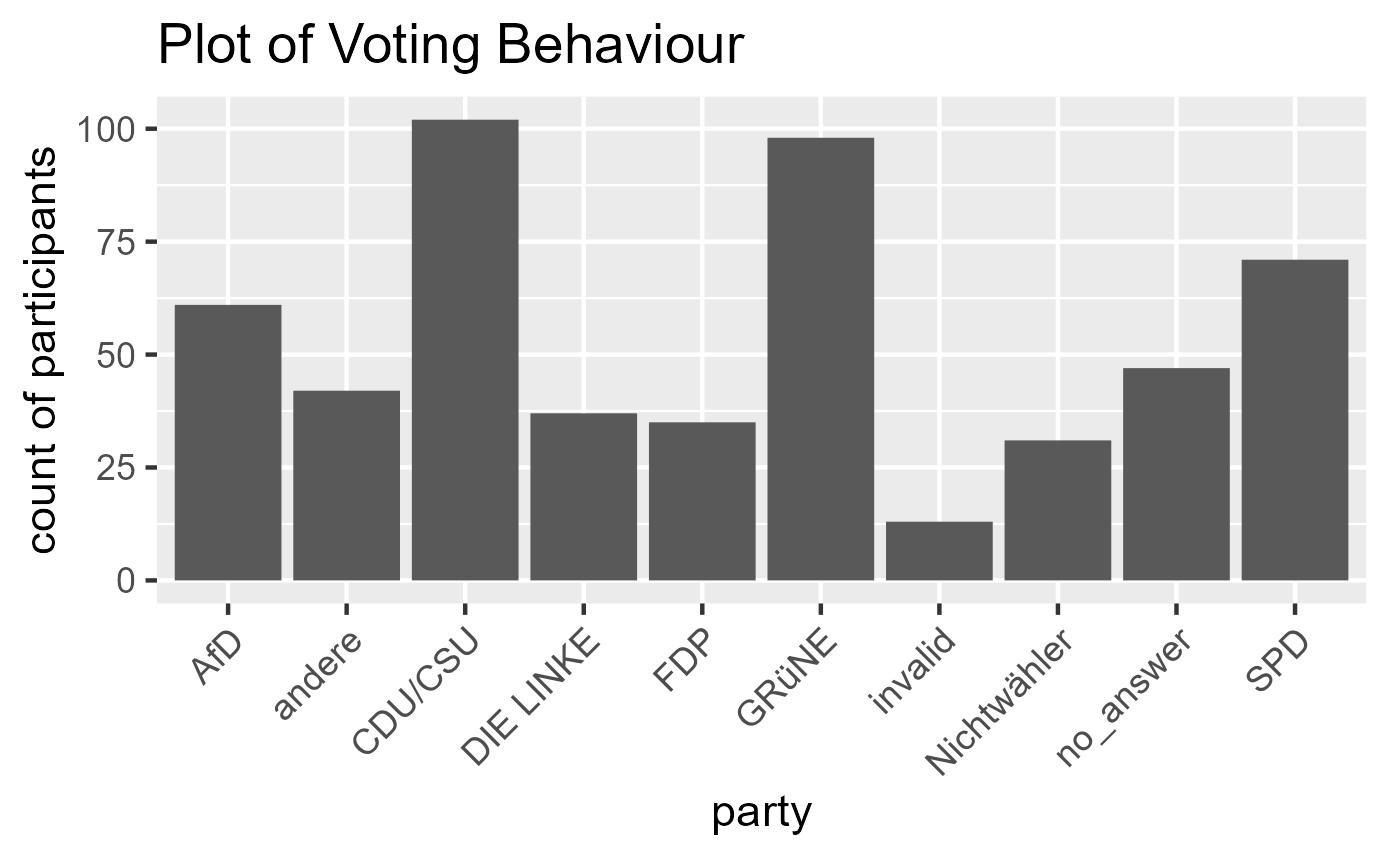 Plot of Voting Behaviour
count of participants
100
75
50
25
0
AfD
andere
CDU/CSU
DIE LINKE
FDP
GRüNE
invalid
Nichtwähler
no_answer
SPD
party